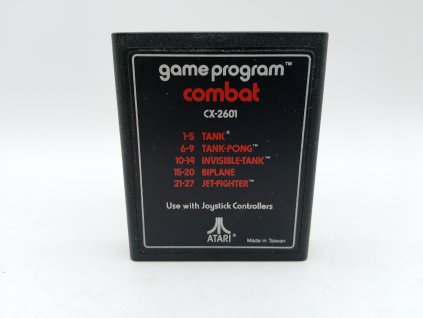 game program™
combat
CX-2601
1-5 TANK®
6-9 TANK-PONG™
10-14 INVISIBLE-TANK™
15-20 BIPLANE
21-27 JET-FIGHTER™
Use with Joystick Controllers
ATARI®
Made in Taiwan